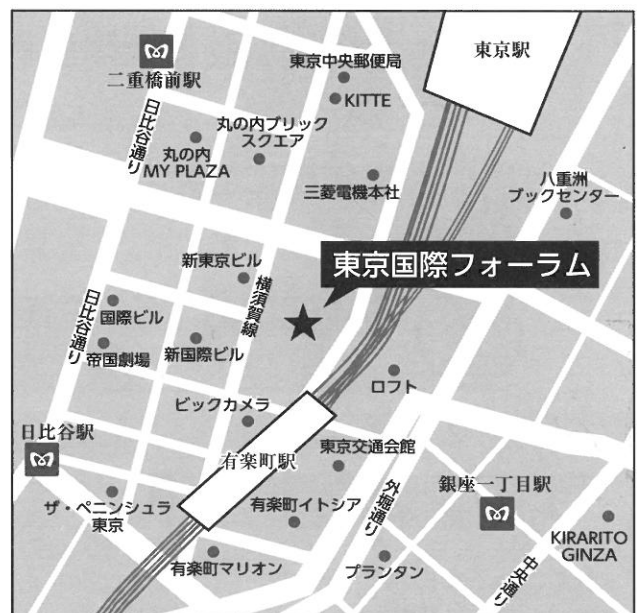 東京駅
二重橋前駅
東京中央郵便局
KITTE
日比谷通り
丸の内ブリック
スクエア
丸の内
MY PLAZA
三菱電機本社
八重洲
ブックセンター
新東京ビル
横須賀線
東京国際フォーラム
日比谷通り
国際ビル
帝国劇場
新国際ビル
ロフト
ビックカメラ
日比谷駅
有楽町駅
東京交通会館
外堀通り
銀座一丁目駅
ザ・ペニンシュラ
東京
有楽町イトシア
KIRARITO
GINZA
有楽町マリオン
プランタン
中央通り